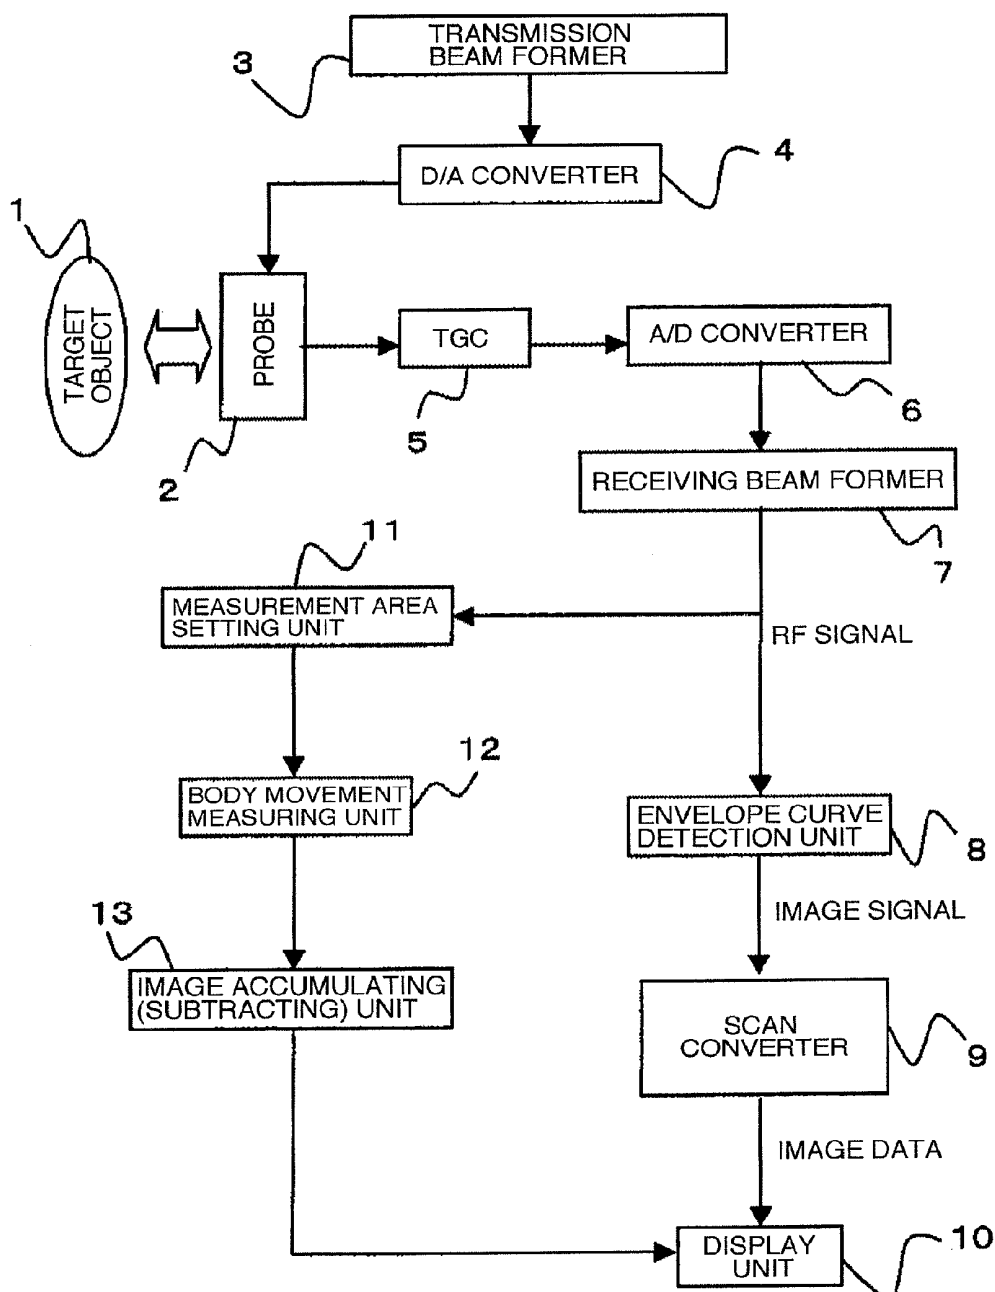 TRANSMISSION
BEAM FORMER
3
D/A CONVERTER
4
1
TARGET
OBJECT
PROBE
2
TGC
5
A/D CONVERTER
6
RECEIVING BEAM FORMER
7
11
MEASUREMENT AREA
SETTING UNIT
RF SIGNAL
12
BODY MOVEMENT
MEASURING UNIT
ENVELOPE CURVE
DETECTION UNIT
8
IMAGE SIGNAL
13
IMAGE ACCUMULATING
(SUBTRACTING) UNIT
SCAN
CONVERTER
9
IMAGE DATA
DISPLAY
UNIT
10